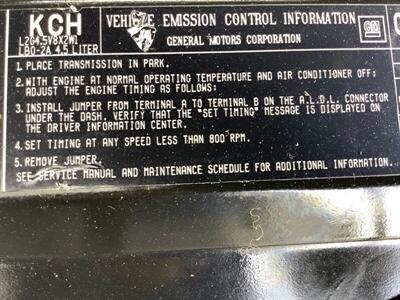 KCH
L2G4.5V8X2W1
LBO-2A 4.5 LITER
VEHICLE EMISSION CONTROL INFORMATION
GENERAL MOTORS CORPORATION
GM
1. PLACE TRANSMISSION IN PARK.
2. WITH ENGINE AT NORMAL OPERATING TEMPERATURE AND AIR CONDITIONER OFF:
ADJUST THE ENGINE TIMING AS FOLLOWS:
3. INSTALL JUMPER FROM TERMINAL A TO TERMINAL B ON THE A.L.D.L. CONNECTOR
UNDER THE DASH. VERIFY THAT THE "SET TIMING" MESSAGE IS DISPLAYED ON
THE DRIVER INFORMATION CENTER.
4. SET TIMING AT ANY SPEED LESS THAN 800 RPM.
5. REMOVE JUMPER.
SEE SERVICE MANUAL AND MAINTENANCE SCHEDULE FOR ADDITIONAL INFORMATION.